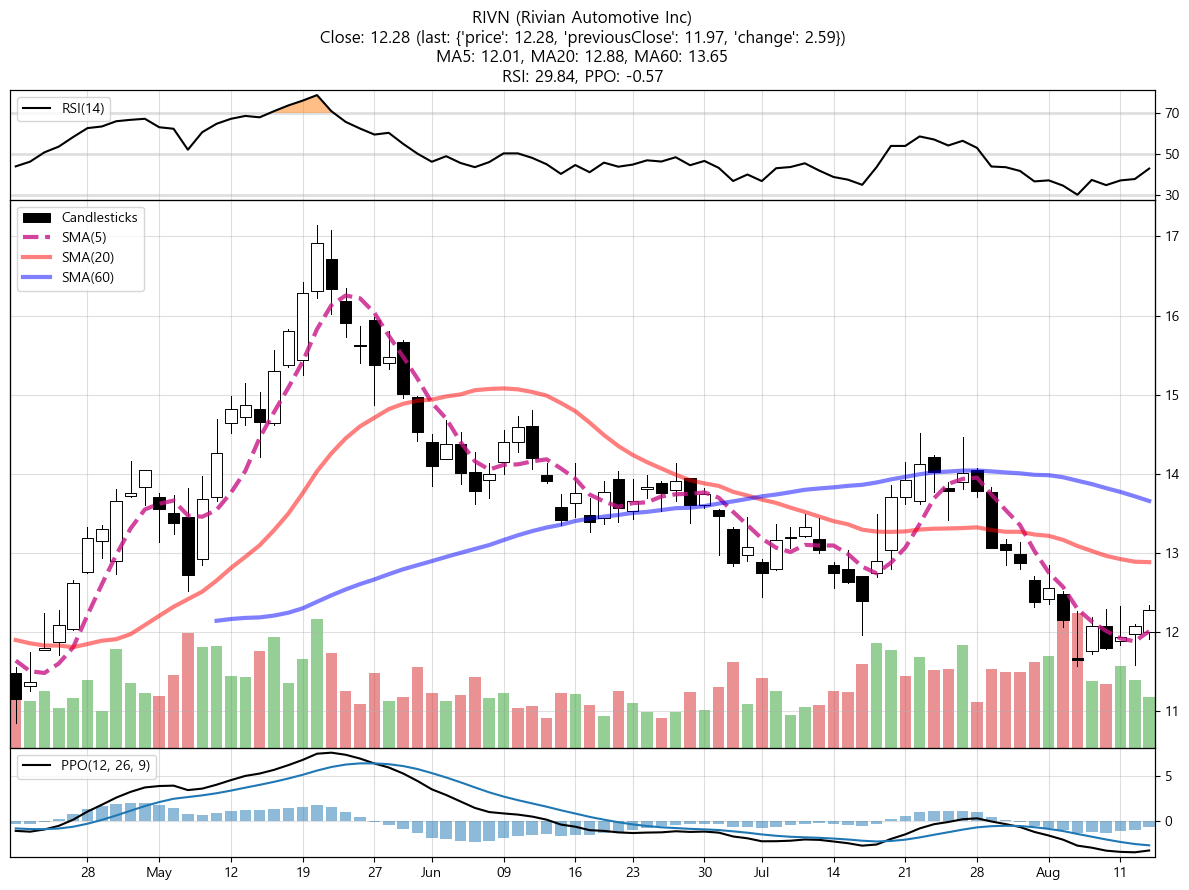 RIVN (Rivian Automotive Inc)
Close: 12.28 (last: {'price': 12.28, 'previousClose': 11.97, 'change': 2.59})
MA5: 12.01, MA20: 12.88, MA60: 13.65
RSI: 29.84, PPO: -0.57
RSI(14)
70
50
30
Candlesticks
SMA(5)
SMA(20)
SMA(60)
17
16
15
14
13
12
11
PPO(12, 26, 9)
5
0
28 May 12 19 27 Jun 09 16 23 30 Jul 14 21 28 Aug 11